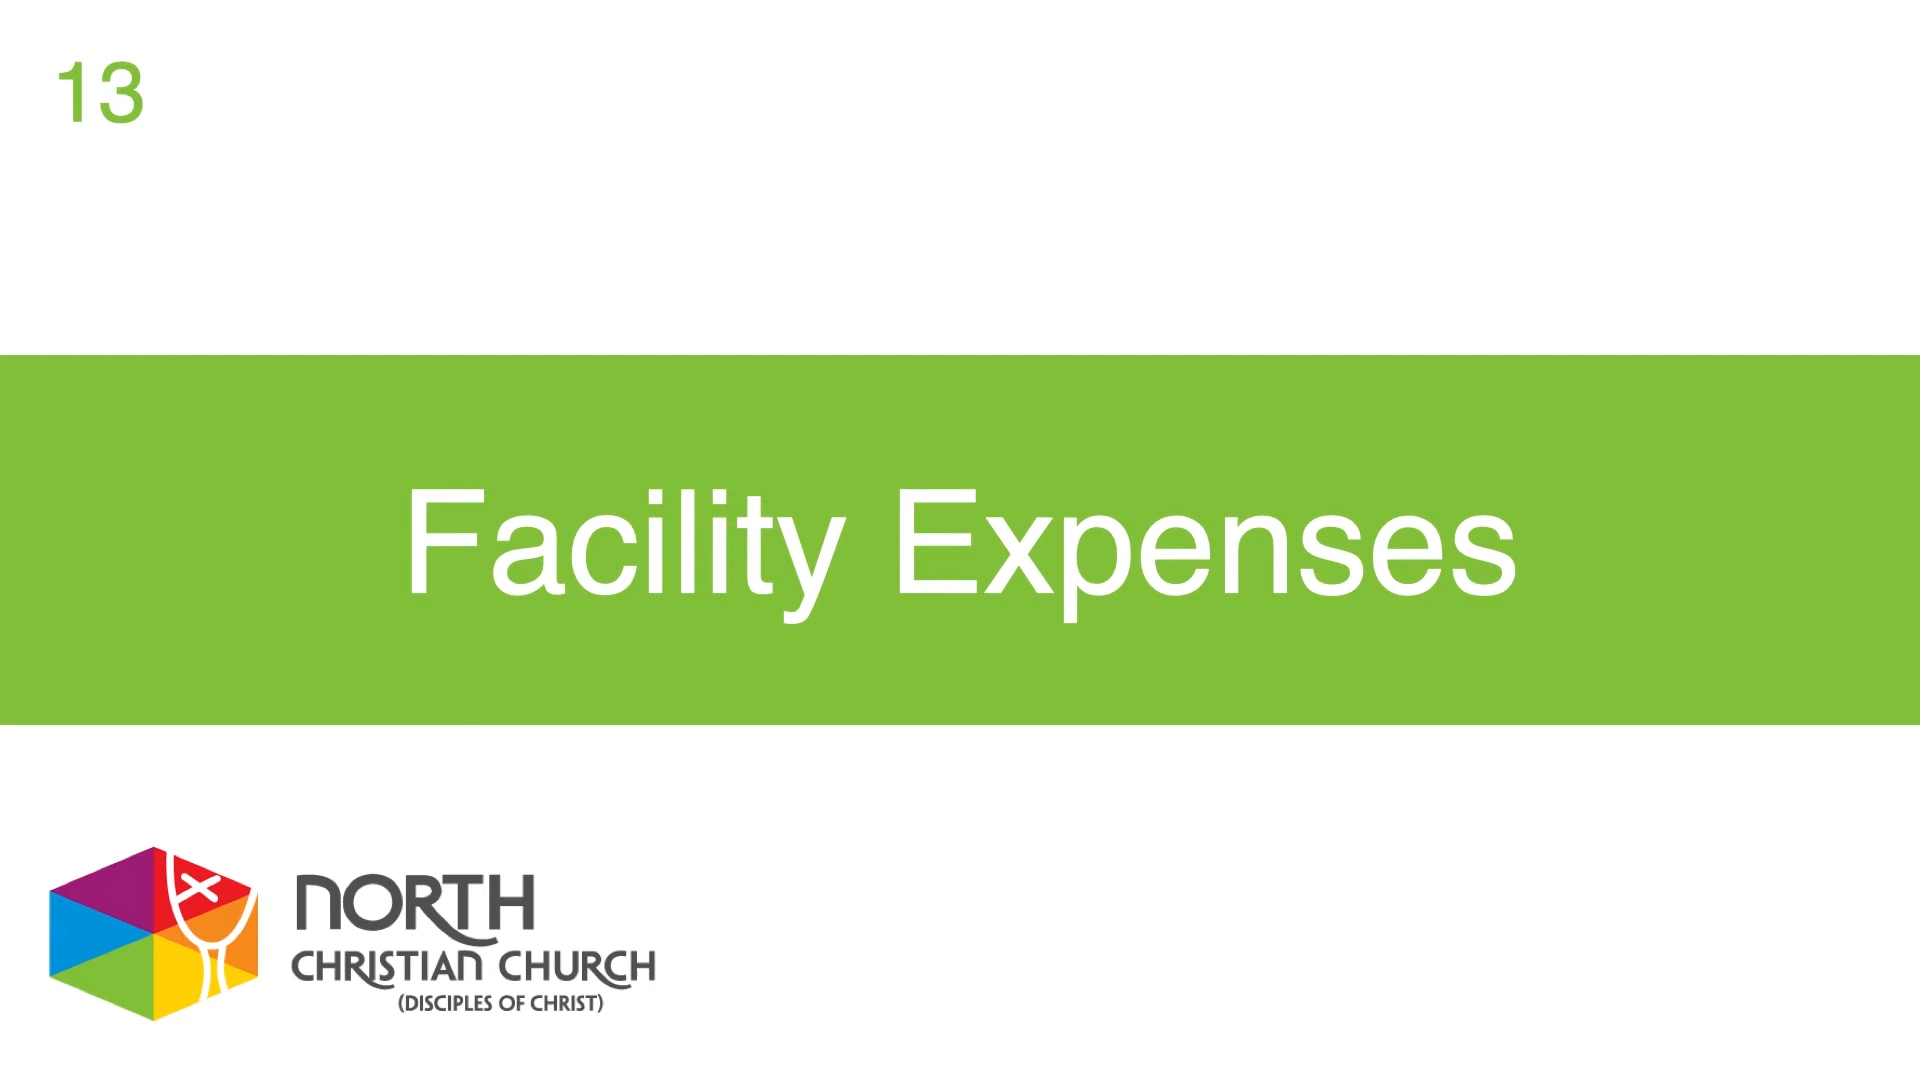 13
Facility Expenses
NORTH
CHRISTIAN CHURCH
(DISCIPLES OF CHRIST)